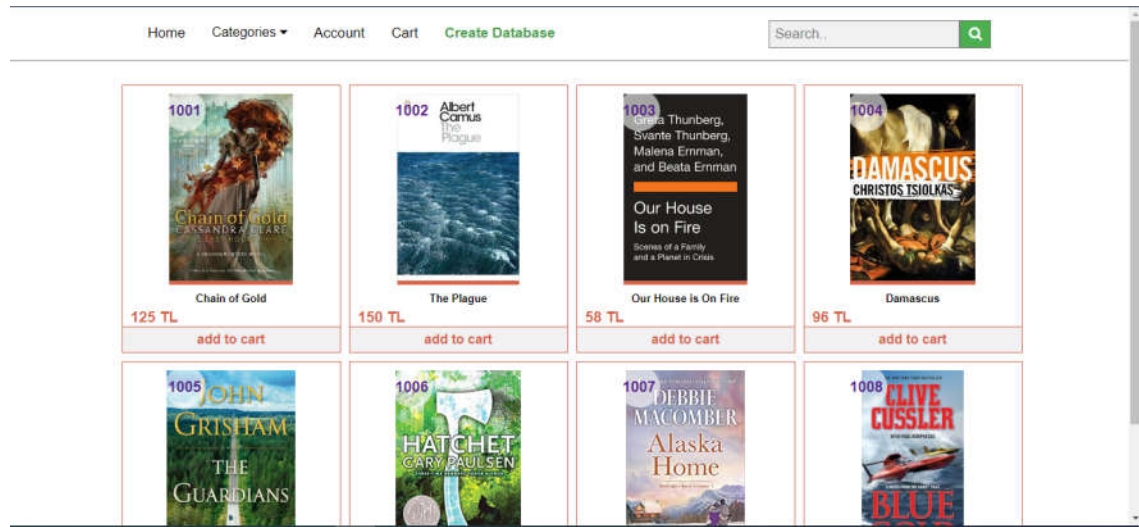 Home Categories Account Cart Create Database Search..
1001
Chain of Gold
CASSANDRA CLARE
Chain of Gold
125 TL
add to cart
1002
Albert
Camus
The
Plague
The Plague
150 TL
add to cart
1003
Greta Thunberg,
Svante Thunberg,
Malena Ernman,
and Beata Ernman
Our House
Is on Fire
Scenes of a Family
and a Planet in Crisis
Our House is On Fire
58 TL
add to cart
1004
DAMASCUS
CHRISTOS TSIOLKAS
Damascus
96 TL
add to cart
1005
JOHN
GRISHAM
THE
GUARDIANS
1006
HATCHET
GARY PAULSEN
1007
DEBBIE
MACOMBER
Alaska
Home
1008
CLIVE
CUSSLER
BLUE